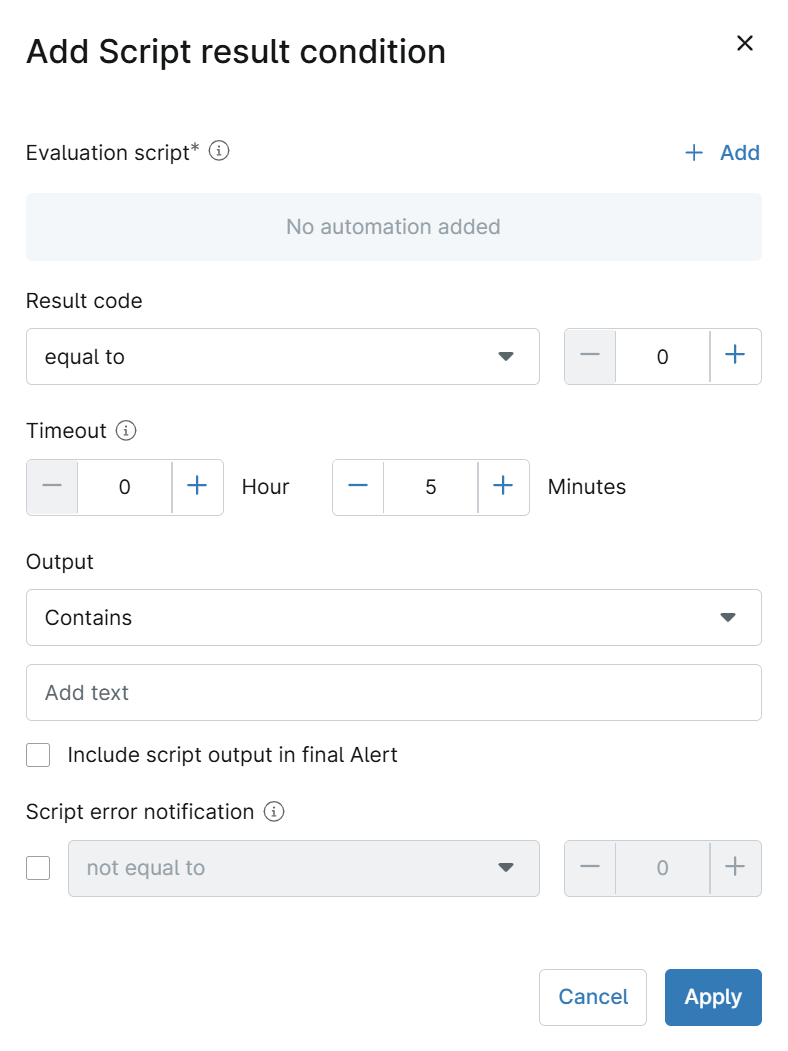 Add Script result condition
Evaluation script*
+ Add
No automation added
Result code
equal to
0
Timeout
0 Hour 5 Minutes
Output
Contains
Add text
Include script output in final Alert
Script error notification
not equal to
0
Cancel Apply